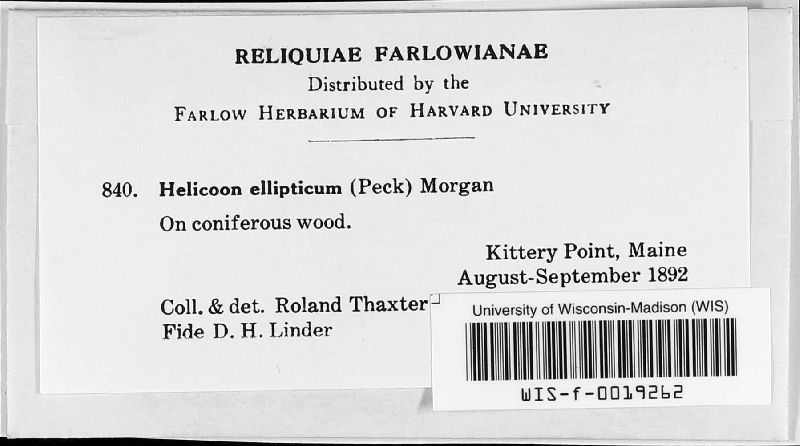 RELIQUIAE FARLOWIANAE
Distributed by the
FARLOW HERBARIUM OF HARVARD UNIVERSITY
840. Helicoon ellipticum (Peck) Morgan
On coniferous wood.
Kittery Point, Maine
August-September 1892
Coll. & det. Roland Thaxter
Fide D. H. Linder
University of Wisconsin-Madison (WIS)
WIS-f-0019262